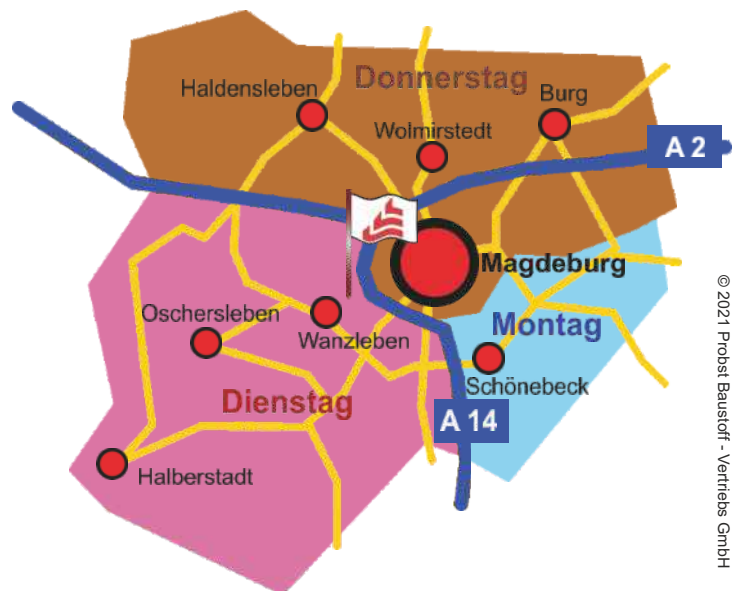 Donnerstag
Haldensleben
Burg
Wolmirstedt
A 2
Magdeburg
Oschersleben
Wanzleben
Montag
Schönebeck
Dienstag
A 14
Halberstadt
© 2021 Probst Baustoff - Vertriebs GmbH